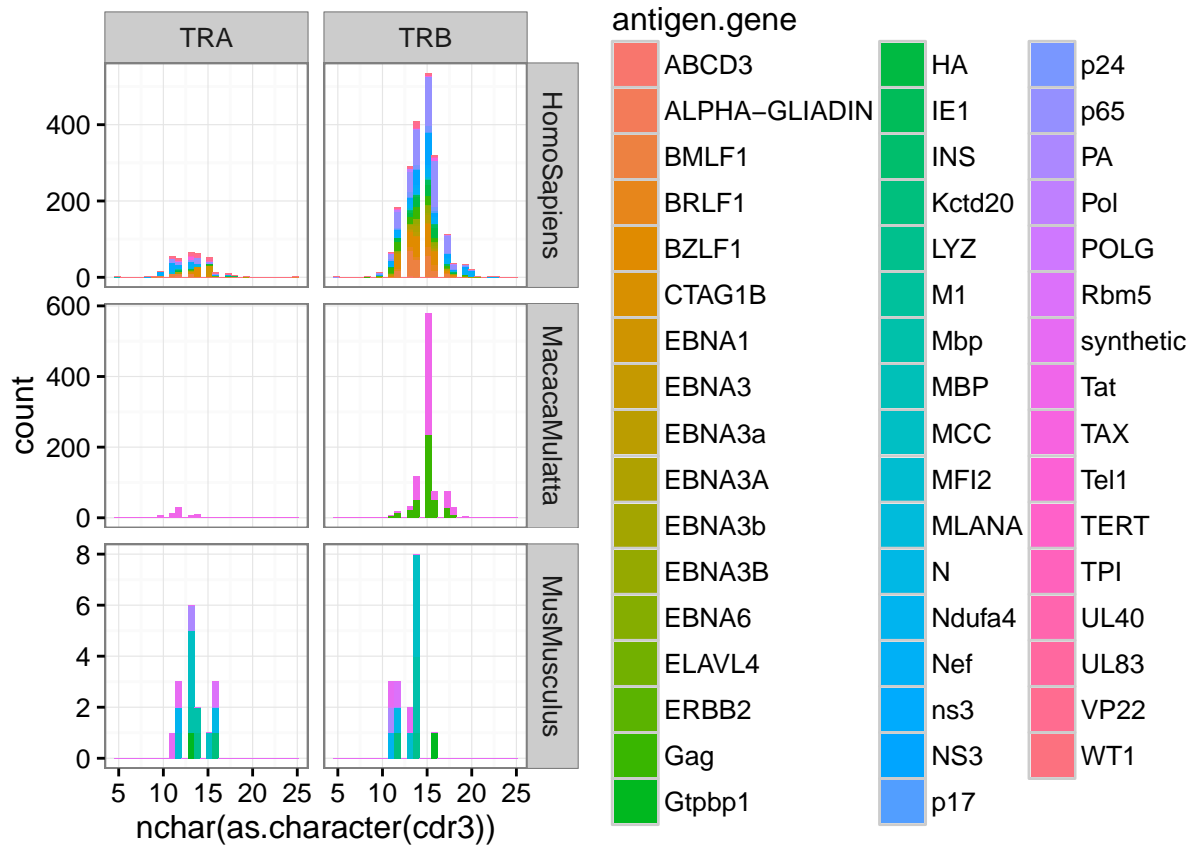 TRA
TRB
HomoSapiens
MacacaMulatta
MusMusculus
400
200
0
600
400
200
0
8
6
4
2
0
5 10 15 20 25
5 10 15 20 25
count
nchar(as.character(cdr3))
antigen.gene
ABCD3
ALPHA−GLIADIN
BMLF1
BRLF1
BZLF1
CTAG1B
EBNA1
EBNA3
EBNA3a
EBNA3A
EBNA3b
EBNA3B
EBNA6
ELAVL4
ERBB2
Gag
Gtpbp1
HA
IE1
INS
Kctd20
LYZ
M1
Mbp
MBP
MCC
MFI2
MLANA
N
Ndufa4
Nef
ns3
NS3
p17
p24
p65
PA
Pol
POLG
Rbm5
synthetic
Tat
TAX
Tel1
TERT
TPI
UL40
UL83
VP22
WT1